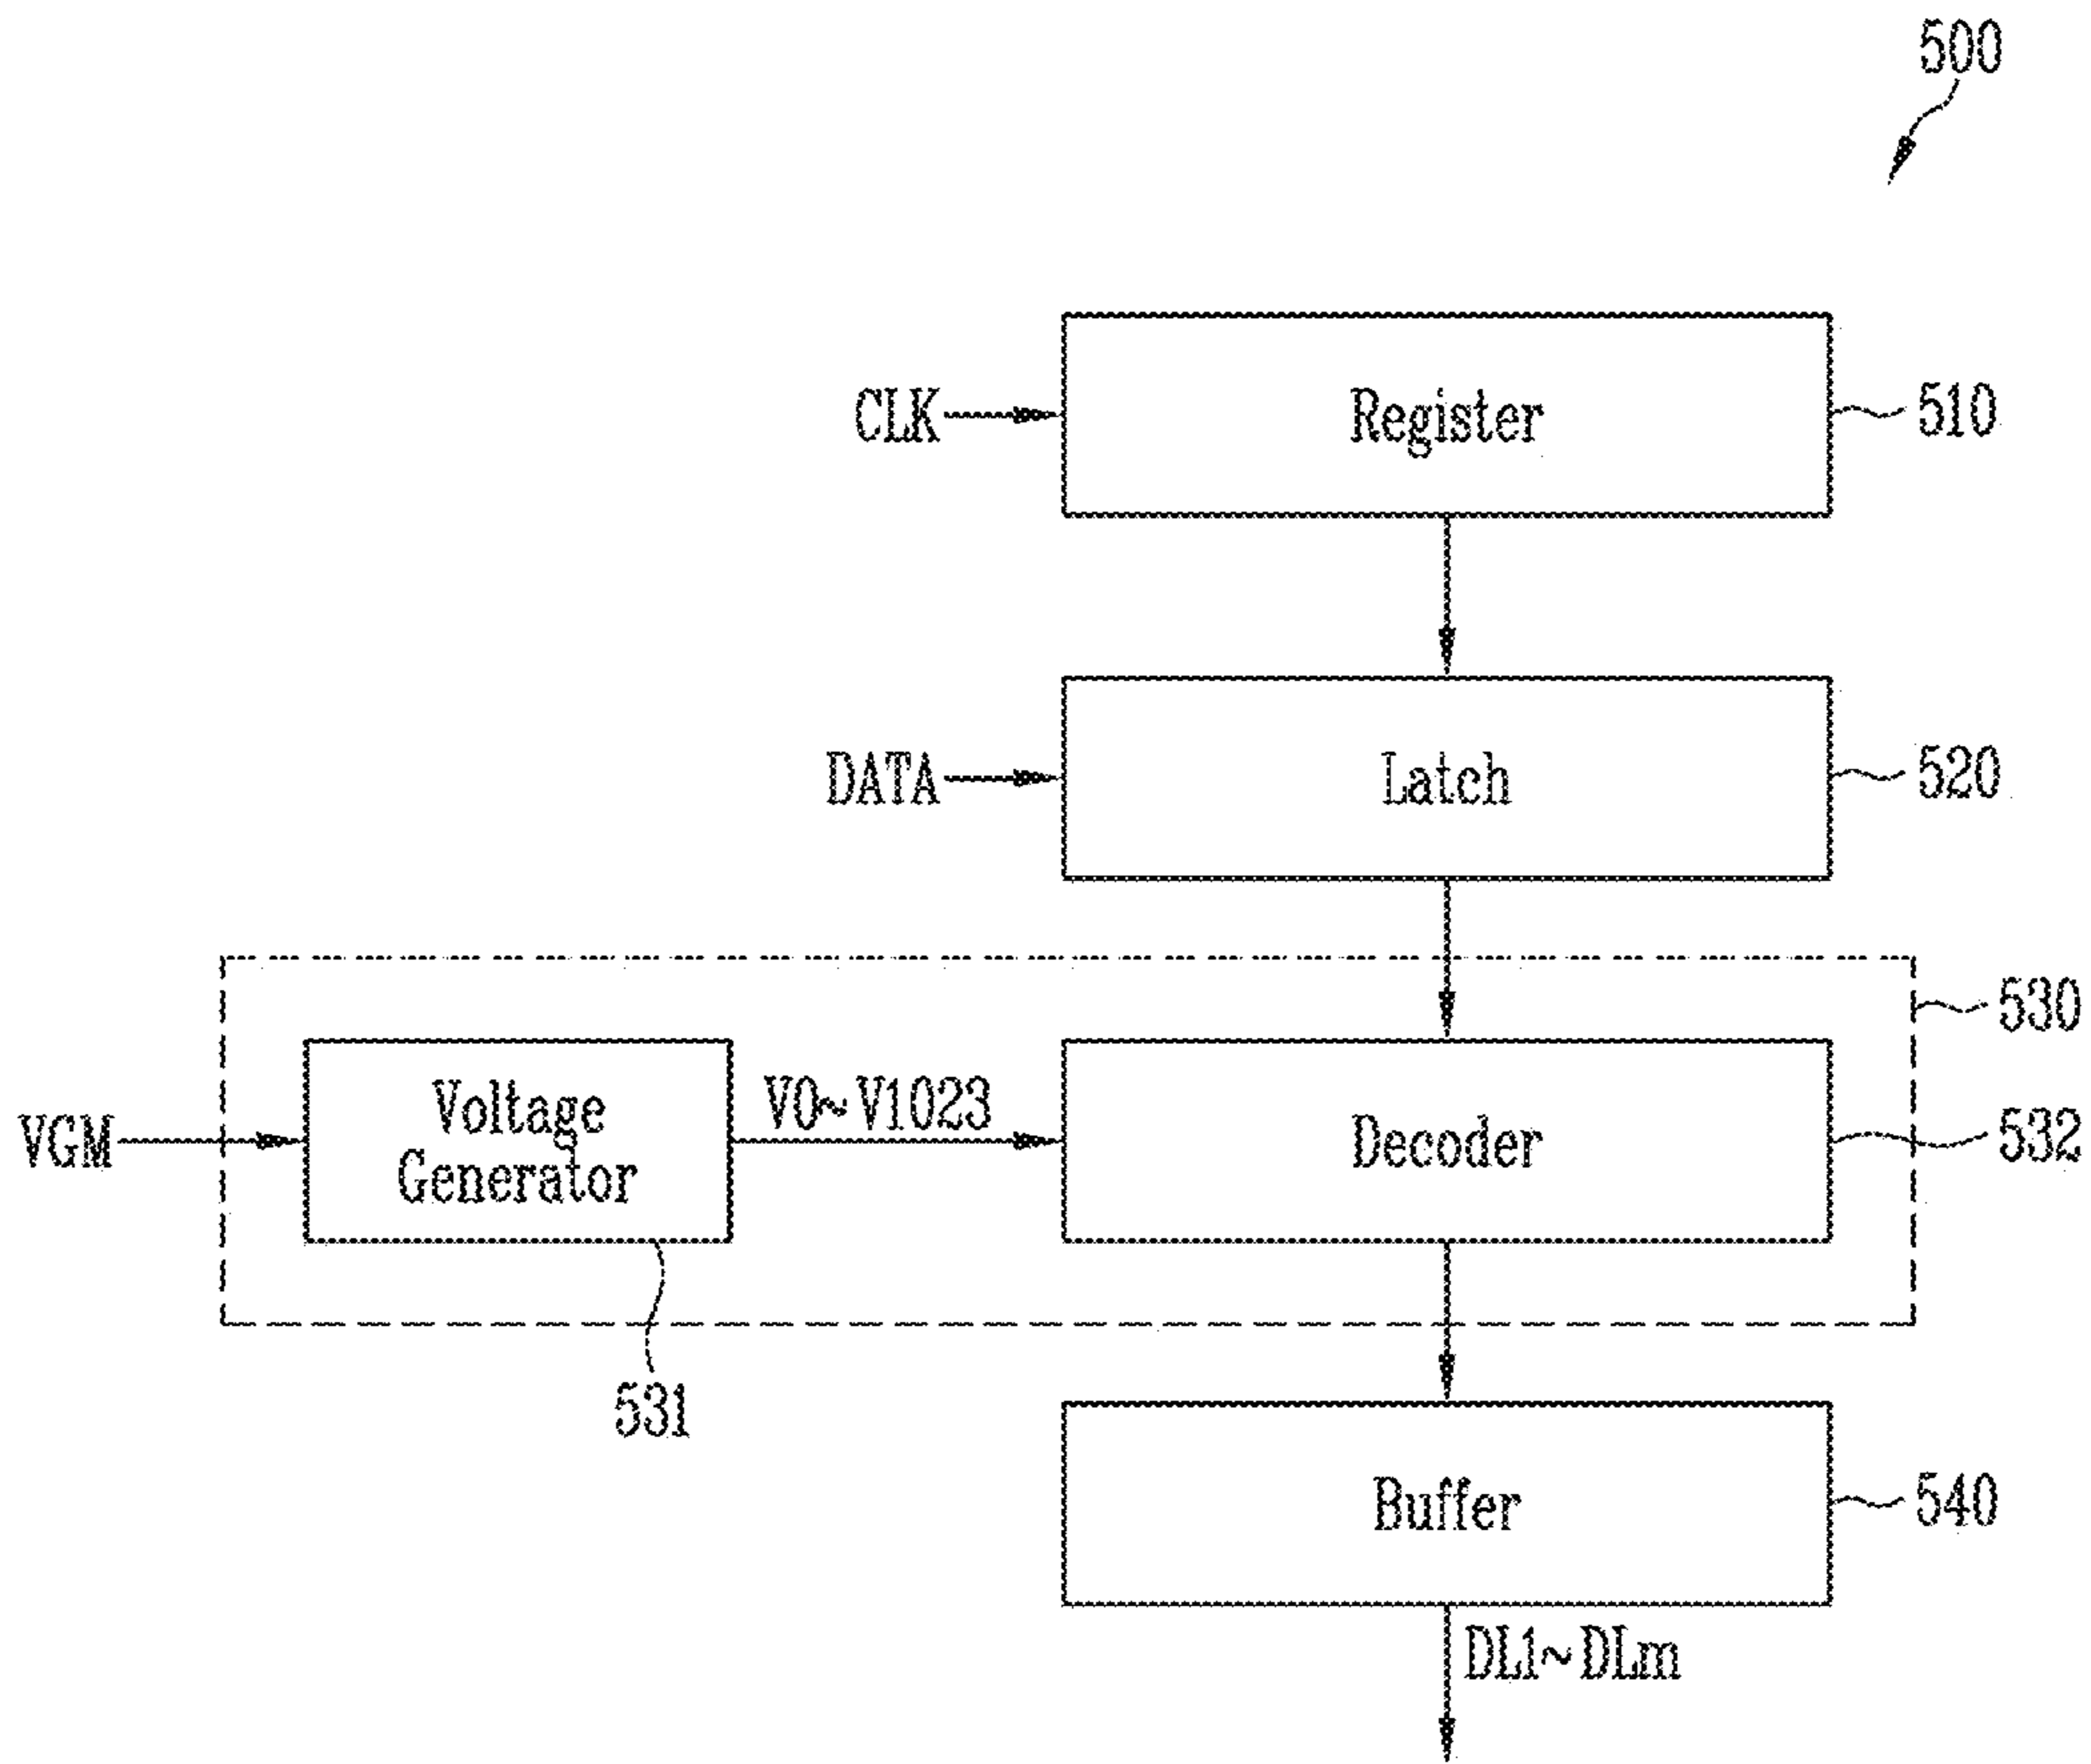 500
CLK
Register
510
DATA
Latch
520
530
VGM
Voltage
Generator
V0~V1023
Decoder
532
531
Buffer
540
DL1~DLm